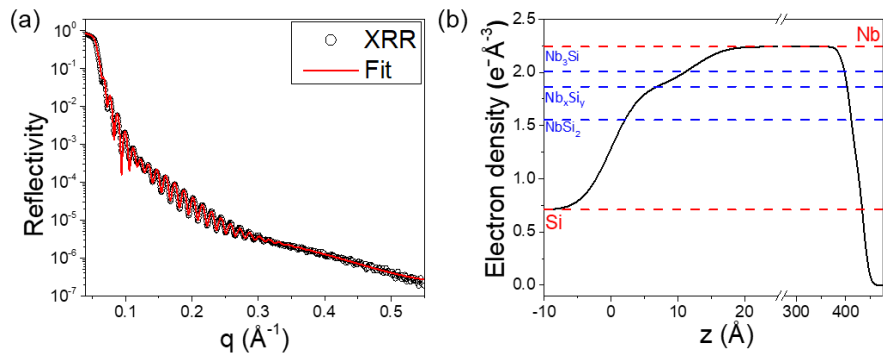 (a)
10⁰
10⁻¹
10⁻²
10⁻³
10⁻⁴
10⁻⁵
10⁻⁶
10⁻⁷
Reflectivity
XRR
Fit
0.1 0.2 0.3 0.4 0.5
q (Å⁻¹)
(b)
2.5
2.0
1.5
1.0
0.5
0.0
Electron density (e⁻Å⁻³)
Nb
Nb₃Si
NbₓSiᵧ
NbSi₂
Si
-10 0 10 20 300 400
z (Å)